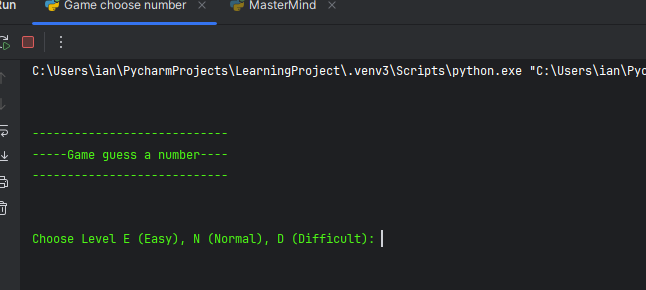 Run
Game choose number
MasterMind
C:\Users\ian\PycharmProjects\LearningProject\.venv3\Scripts\python.exe "C:\Users\ian\Pyc
---------------------------
-----Game guess a number----
---------------------------
Choose Level E (Easy), N (Normal), D (Difficult):